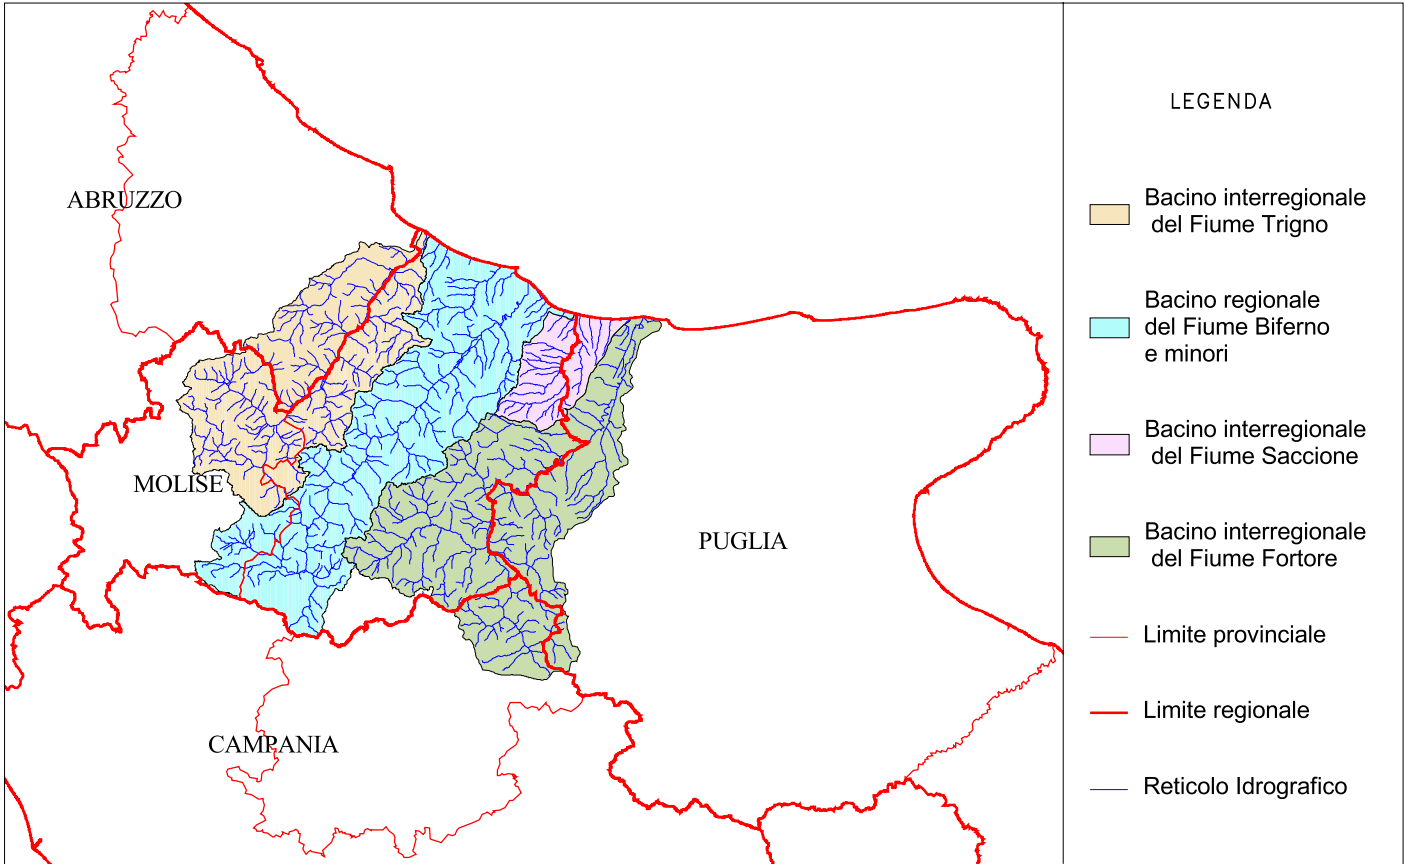 ABRUZZO
MOLISE
PUGLIA
CAMPANIA
LEGENDA
Bacino interregionale
del Fiume Trigno
Bacino regionale
del Fiume Biferno
e minori
Bacino interregionale
del Fiume Saccione
Bacino interregionale
del Fiume Fortore
Limite provinciale
Limite regionale
Reticolo Idrografico